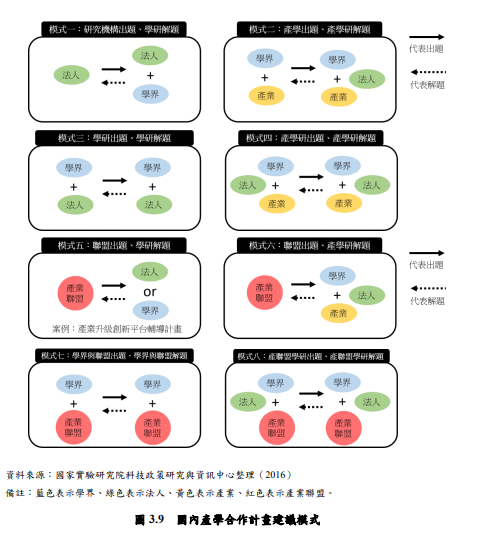 模式一：研究機構出題、學研解題
模式二：產學出題、產學研解題
法人
法人
+
學界
學界
+
產業
學界
+
法人
產業
代表出題
代表解題
模式三：學研出題、學研解題
模式四：產學研出題、產學研解題
學界
+
法人
學界
+
法人
學界
法人
+
產業
學界
+
法人
產業
模式五：聯盟出題、學研解題
模式六：聯盟出題、產學研解題
產業
聯盟
法人
or
學界
案例：產業升級創新平台輔導計畫
產業
聯盟
學界
+
法人
產業
代表出題
代表解題
模式七：學界與聯盟出題、學界與聯盟解題
模式八：產聯盟學研出題、產聯盟學研解題
學界
+
產業
聯盟
學界
+
產業
聯盟
學界
法人
+
產業
聯盟
學界
+
法人
產業
聯盟
資料來源：國家實驗研究院科技政策研究與資訊中心整理（2016）
備註：藍色表示學界、綠色表示法人、黃色表示產業、紅色表示產業聯盟。
圖 3.9 國內產學合作計畫建議模式